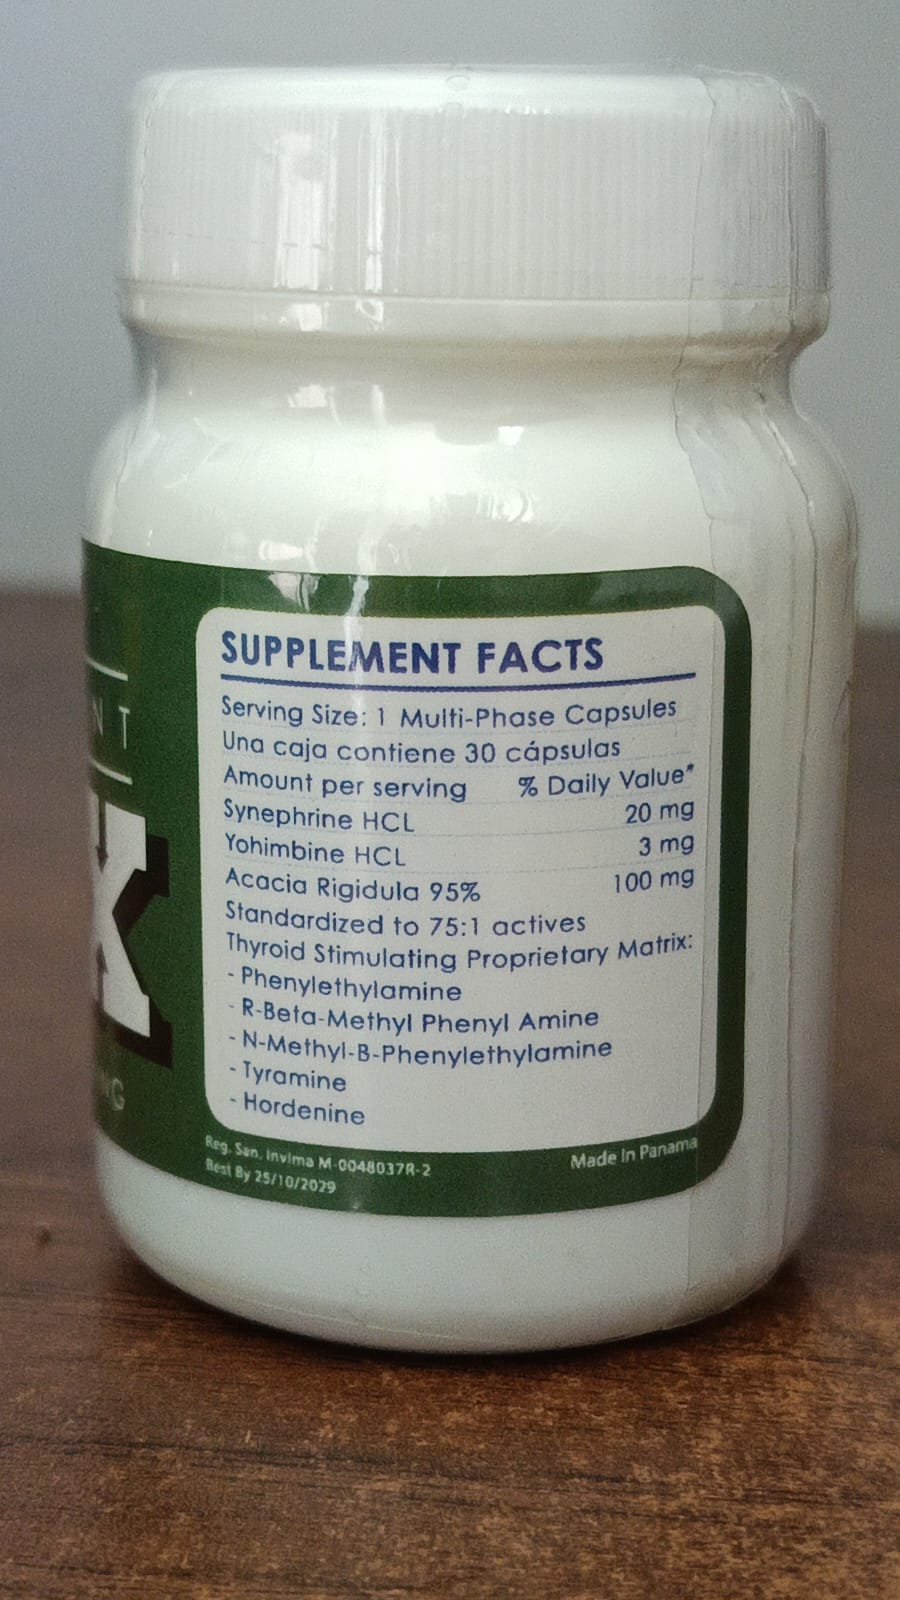 NT
K
NG
SUPPLEMENT FACTS
Serving Size: 1 Multi-Phase Capsules
Una caja contiene 30 cápsulas
Amount per serving % Daily Value*
Synephrine HCL 20 mg
Yohimbine HCL 3 mg
Acacia Rigidula 95% 100 mg
Standardized to 75:1 actives
Thyroid Stimulating Proprietary Matrix:
- Phenylethylamine
- R-Beta-Methyl Phenyl Amine
- N-Methyl-B-Phenylethylamine
- Tyramine
- Hordenine
Reg. San. Invima M-0048037R-2 Made In Panama
Best By 25/10/2029